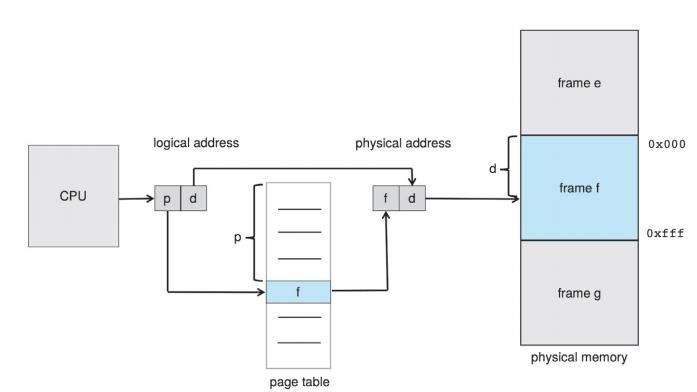 frame e
logical address
physical address
0x000
d
CPU
p d
f d
frame f
p
0xfff
f
frame g
physical memory
page table